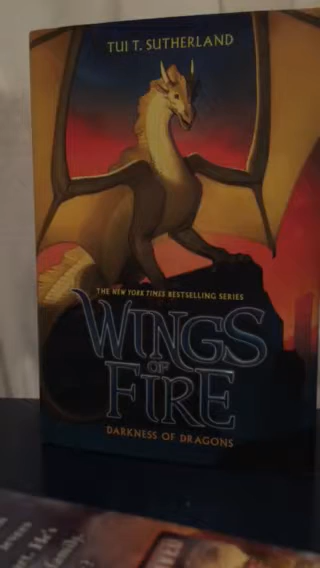 TUI T. SUTHERLAND
THE NEW YORK TIMES BESTSELLING SERIES
WINGS
OF
FIRE
DARKNESS OF DRAGONS